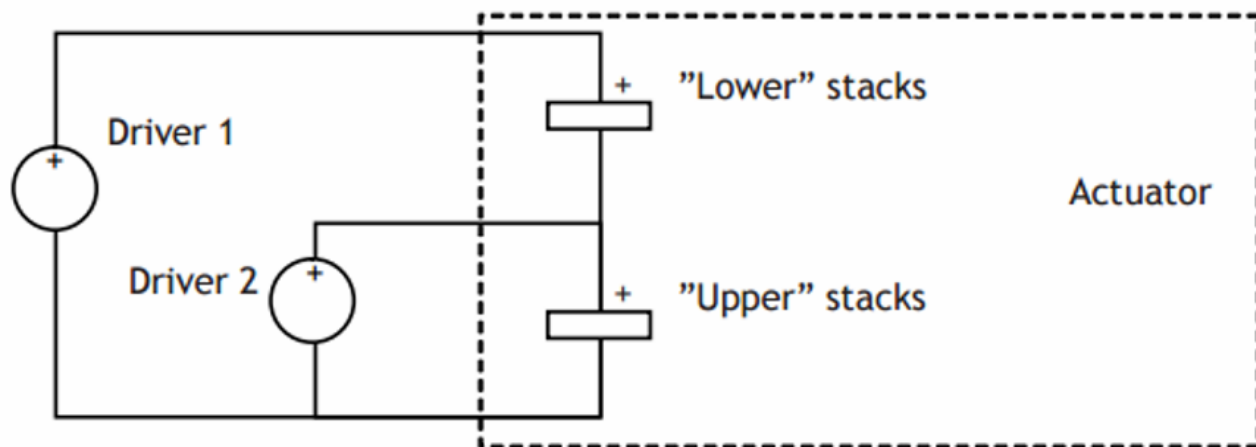 + ”Lower” stacks
Driver 1
+
Actuator
Driver 2
+
+ ”Upper” stacks